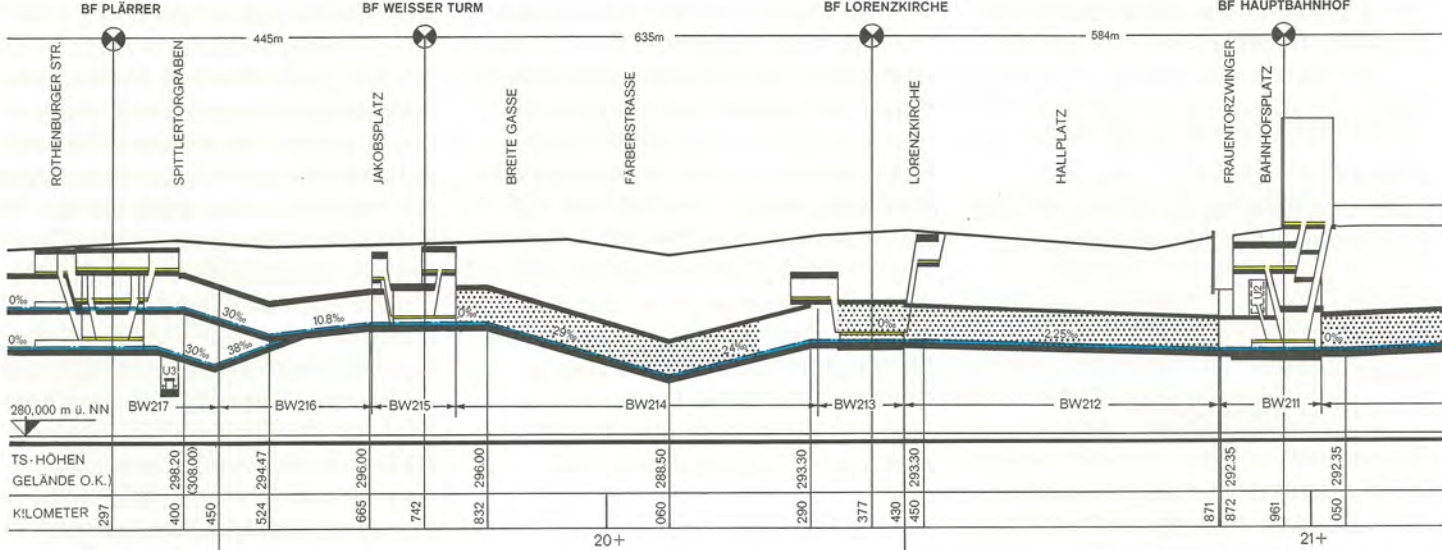 BF PLÄRRER BF WEISSER TURM BF LORENZKIRCHE BF HAUPTBAHNHOF
445m 635m 584m
ROTHENBURGER STR.
SPITTLERTORGRABEN
JAKOBSPLATZ
BREITE GASSE
FÄRBERSTRASSE
LORENZKIRCHE
HALLPLATZ
FRAUENTORZWINGER
BAHNHOFSPLATZ
0‰ 30‰ 10.8‰ 0‰ 29‰ 24‰ 0‰ 2.25‰ U2 0‰
0‰ 30‰ 38‰
U3
280,000 m ü. NN BW217 BW216 BW215 BW214 BW213 BW212 BW211
TS-HÖHEN 298.20 294.47 296.00 296.00 288.50 293.30 293.30 292.35 292.35
GELÄNDE O.K.) (308.00)
KILOMETER 297 400 450 524 665 742 832 060 290 377 430 450 871 872 961 050
20+ 21+